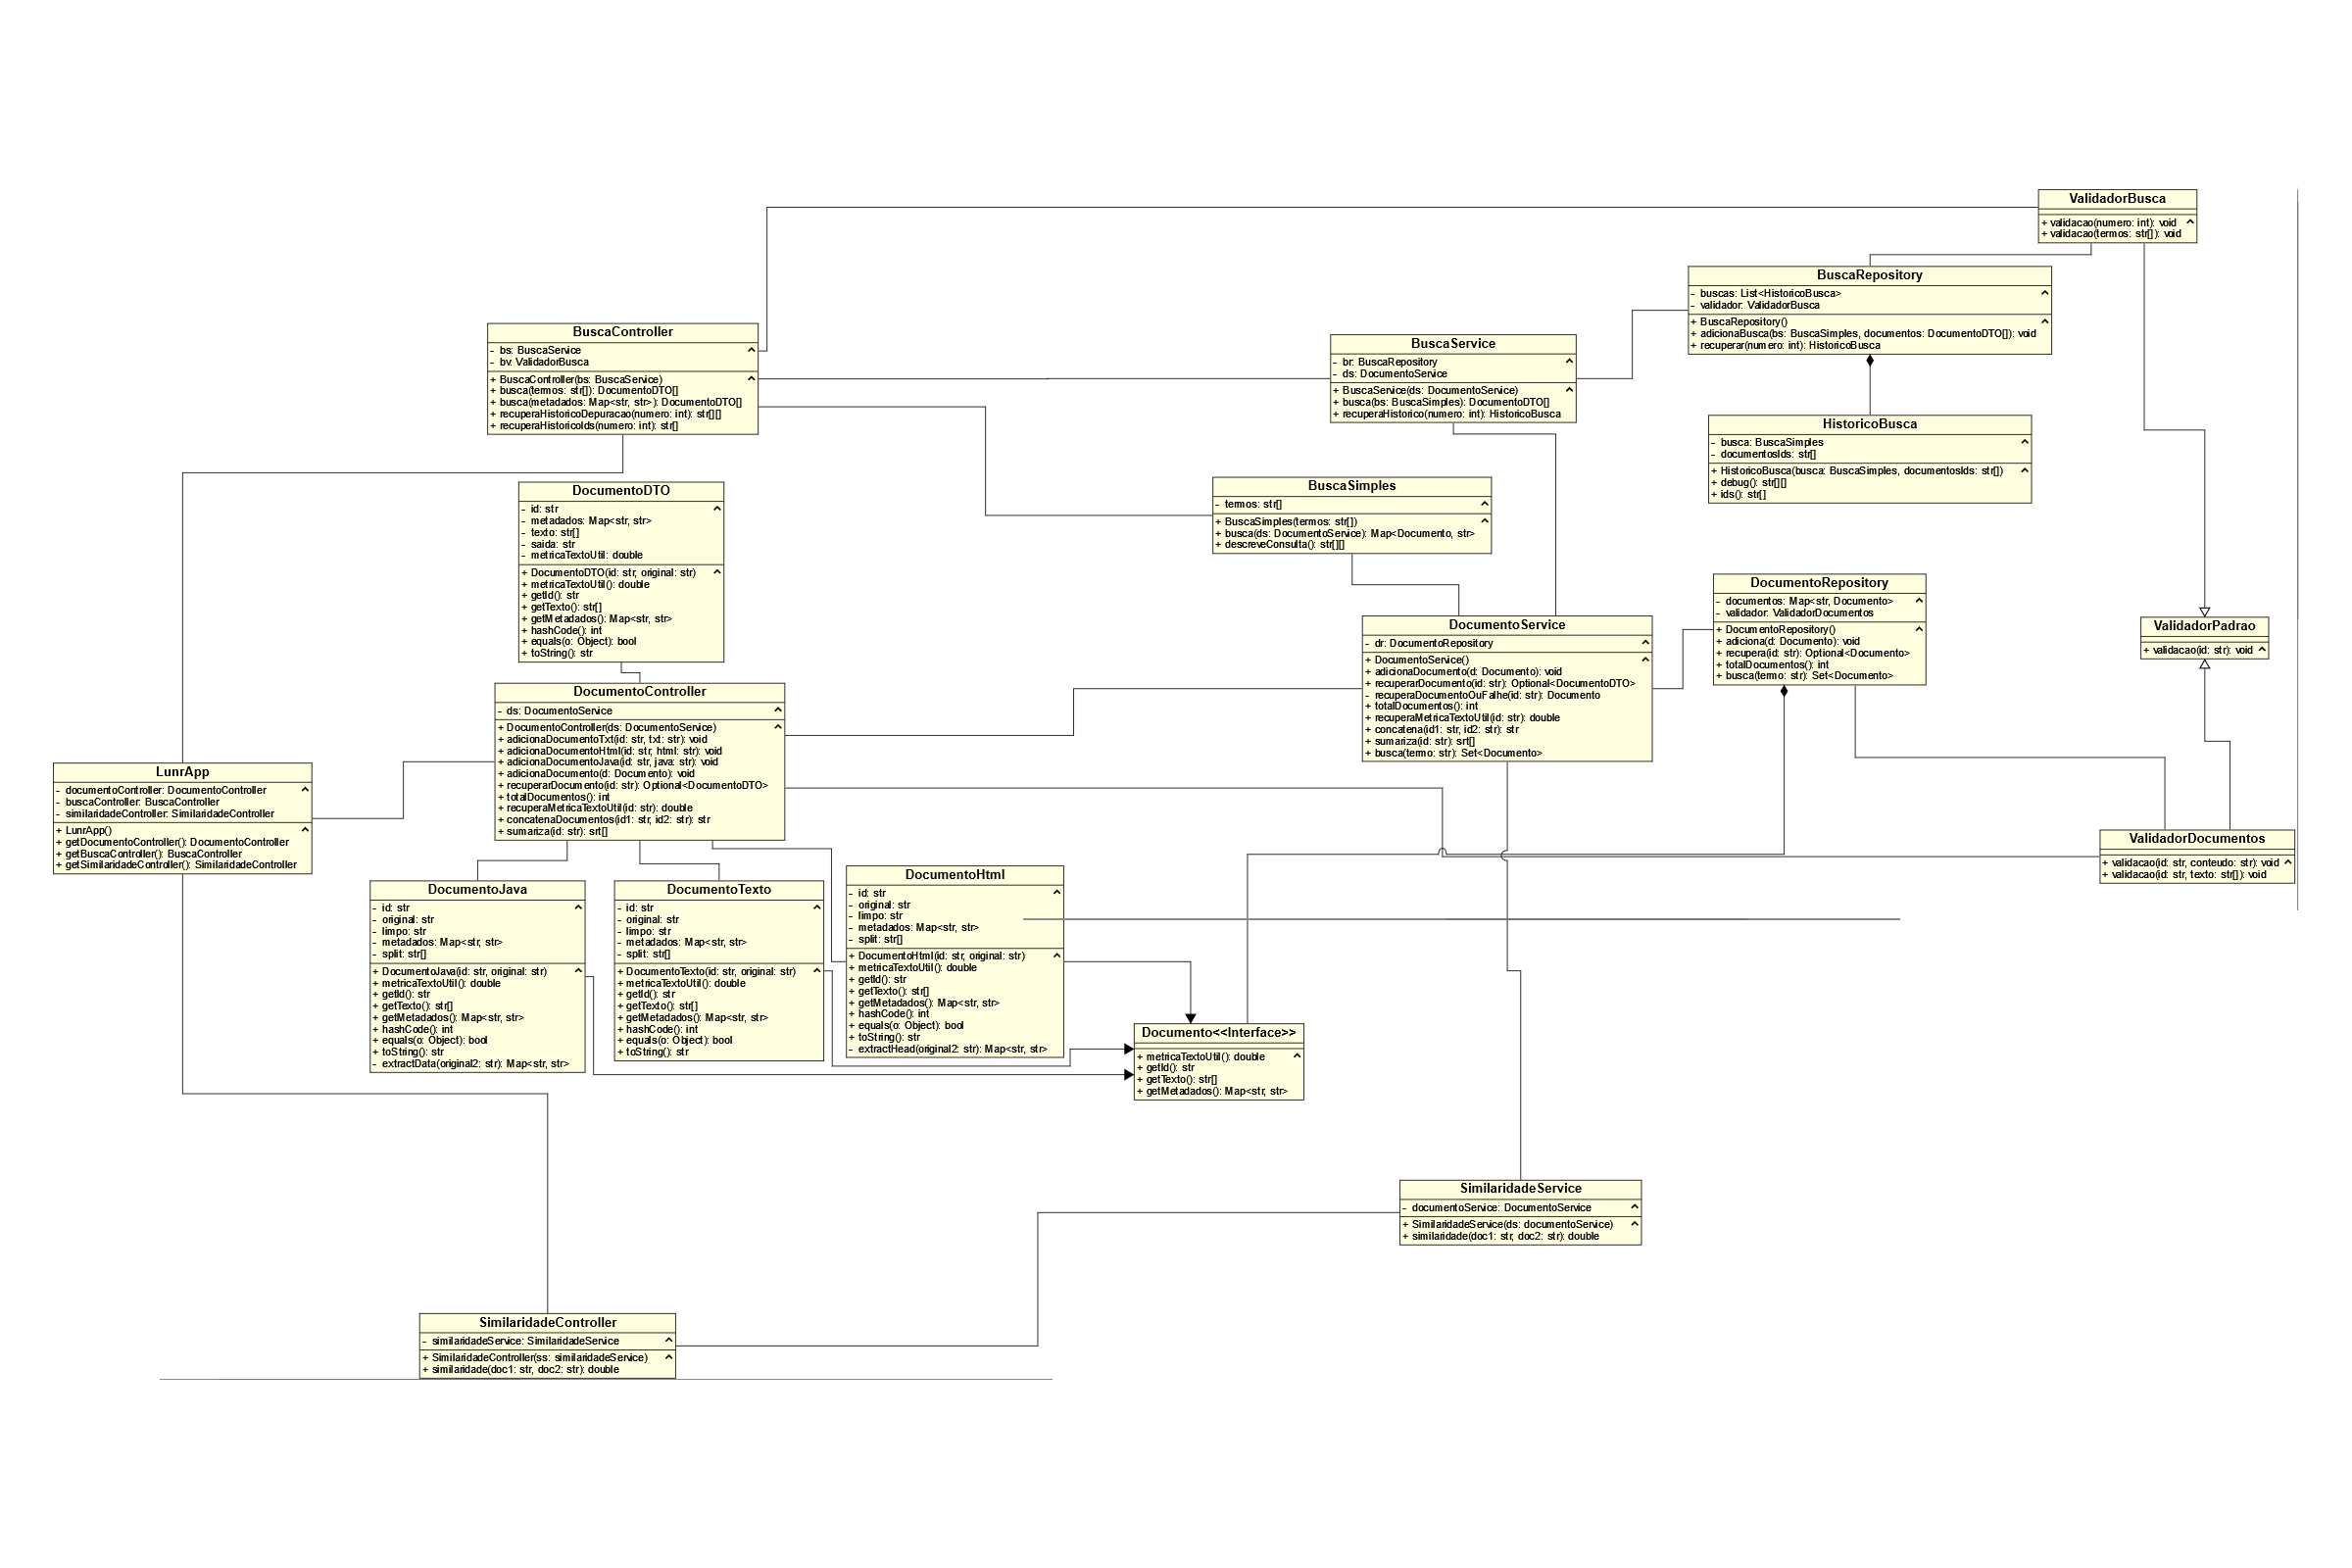 ValidadorBusca
+ validacao(numero: int): void
+ validacao(termos: str[]): void
BuscaRepository
- buscas: List<HistoricoBusca>
- validador: ValidadorBusca
+ BuscaRepository()
+ adicionaBusca(bs: BuscaSimples, documentos: DocumentoDTO[]): void
+ recuperar(numero: int): HistoricoBusca
BuscaController
- bs: BuscaService
- bv: ValidadorBusca
+ BuscaController(bs: BuscaService)
+ busca(termos: str[]): DocumentoDTO[]
+ busca(metadados: Map<str, str>): DocumentoDTO[]
+ recuperaHistoricoDepuracao(numero: int): str[][]
+ recuperaHistoricoIds(numero: int): str[]
BuscaService
- br: BuscaRepository
- ds: DocumentoService
+ BuscaService(ds: DocumentoService)
+ busca(bs: BuscaSimples): DocumentoDTO[]
+ recuperaHistorico(numero: int): HistoricoBusca
HistoricoBusca
- busca: BuscaSimples
- documentosIds: str[]
+ HistoricoBusca(busca: BuscaSimples, documentosIds: str[])
+ debug(): str[][]
+ ids(): str[]
DocumentoDTO
- id: str
- metadados: Map<str, str>
- texto: str[]
- saida: str
- metricaTextoUtil: double
+ DocumentoDTO(id: str, original: str)
+ metricaTextoUtil(): double
+ getId(): str
+ getTexto(): str[]
+ getMetadados(): Map<str, str>
+ hashCode(): int
+ equals(o: Object): bool
+ toString(): str
BuscaSimples
- termos: str[]
+ BuscaSimples(termos: str[])
+ busca(ds: DocumentoService): Map<Documento, str>
+ descreveConsulta(): str[][]
DocumentoRepository
- documentos: Map<str, Documento>
- validador: ValidadorDocumentos
+ DocumentoRepository()
+ adiciona(d: Documento): void
+ recupera(id: str): Optional<Documento>
+ totalDocumentos(): int
+ busca(termo: str): Set<Documento>
DocumentoService
- dr: DocumentoRepository
+ DocumentoService()
+ adicionaDocumento(d: Documento): void
+ recuperarDocumento(id: str): Optional<DocumentoDTO>
- recuperaDocumentoOuFalhe(id: str): Documento
+ totalDocumentos(): int
+ recuperaMetricaTextoUtil(id: str): double
+ concatena(id1: str, id2: str): str
+ sumariza(id: str): srt[]
+ busca(termo: str): Set<Documento>
ValidadorPadrao
+ validacao(id: str): void
DocumentoController
- ds: DocumentoService
+ DocumentoController(ds: DocumentoService)
+ adicionaDocumentoTxt(id: str, txt: str): void
+ adicionaDocumentoHtml(id: str, html: str): void
+ adicionaDocumentoJava(id: str, java: str): void
+ adicionaDocumento(d: Documento): void
+ recuperarDocumento(id: str): Optional<DocumentoDTO>
+ totalDocumentos(): int
+ recuperaMetricaTextoUtil(id: str): double
+ concatenaDocumentos(id1: str, id2: str): str
+ sumariza(id: str): srt[]
LunrApp
- documentoController: DocumentoController
- buscaController: BuscaController
- similaridadeController: SimilaridadeController
+ LunrApp()
+ getDocumentoController(): DocumentoController
+ getBuscaController(): BuscaController
+ getSimilaridadeController(): SimilaridadeController
ValidadorDocumentos
+ validacao(id: str, conteudo: str): void
+ validacao(id: str, texto: str[]): void
DocumentoJava
- id: str
- original: str
- limpo: str
- metadados: Map<str, str>
- split: str[]
+ DocumentoJava(id: str, original: str)
+ metricaTextoUtil(): double
+ getId(): str
+ getTexto(): str[]
+ getMetadados(): Map<str, str>
+ hashCode(): int
+ equals(o: Object): bool
+ toString(): str
- extractData(original2: str): Map<str, str>
DocumentoTexto
- id: str
- original: str
- limpo: str
- metadados: Map<str, str>
- split: str[]
+ DocumentoTexto(id: str, original: str)
+ metricaTextoUtil(): double
+ getId(): str
+ getTexto(): str[]
+ getMetadados(): Map<str, str>
+ hashCode(): int
+ equals(o: Object): bool
+ toString(): str
DocumentoHtml
- id: str
- original: str
- limpo: str
- metadados: Map<str, str>
- split: str[]
+ DocumentoHtml(id: str, original: str)
+ metricaTextoUtil(): double
+ getId(): str
+ getTexto(): str[]
+ getMetadados(): Map<str, str>
+ hashCode(): int
+ equals(o: Object): bool
+ toString(): str
- extractHead(original2: str): Map<str, str>
Documento<<Interface>>
+ metricaTextoUtil(): double
+ getId(): str
+ getTexto(): str[]
+ getMetadados(): Map<str, str>
SimilaridadeService
- documentoService: DocumentoService
+ SimilaridadeService(ds: documentoService)
+ similaridade(doc1: str, doc2: str): double
SimilaridadeController
- similaridadeService: SimilaridadeService
+ SimilaridadeController(ss: similaridadeService)
+ similaridade(doc1: str, doc2: str): double